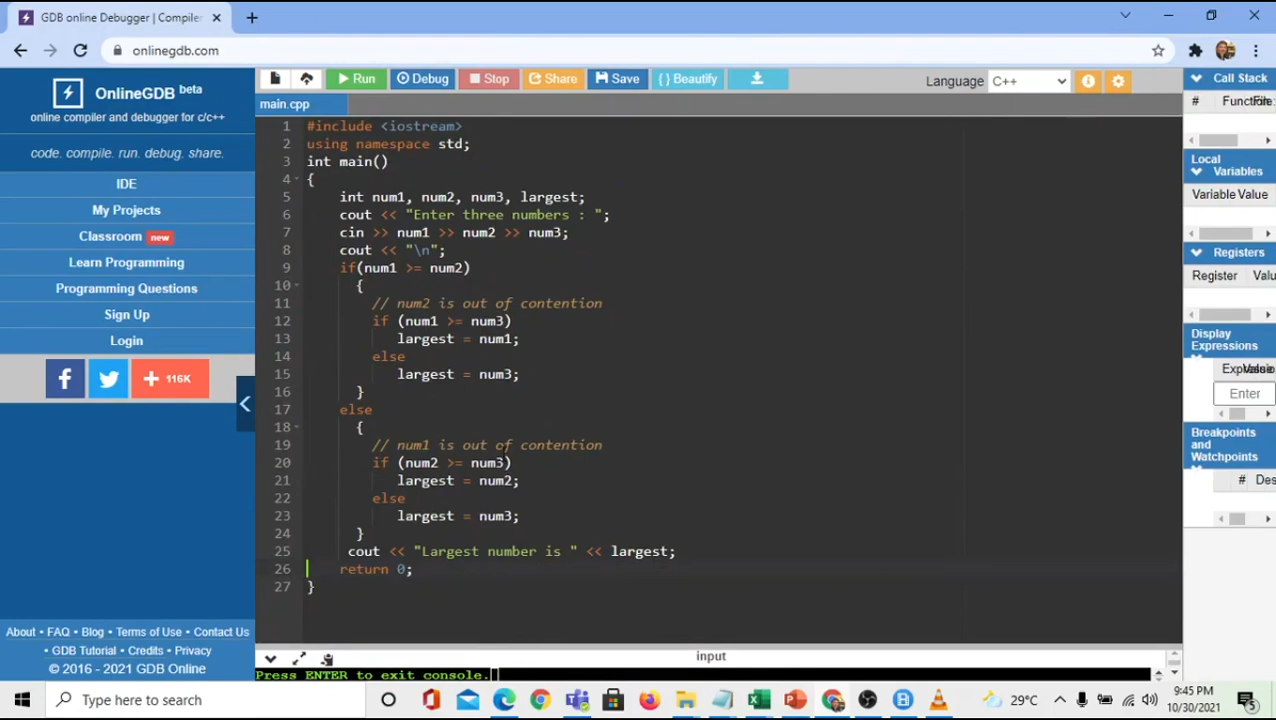 GDB online Debugger | Compiler
onlinegdb.com
OnlineGDB beta
online compiler and debugger for c/c++
code. compile. run. debug. share.
IDE
My Projects
Classroom new
Learn Programming
Programming Questions
Sign Up
Login
116K
About • FAQ • Blog • Terms of Use • Contact Us
• GDB Tutorial • Credits • Privacy
© 2016 - 2021 GDB Online
Run Debug Stop Share Save { } Beautify
Language C++
main.cpp
1 #include <iostream>
2 using namespace std;
3 int main()
4 {
5 int num1, num2, num3, largest;
6 cout << "Enter three numbers : ";
7 cin >> num1 >> num2 >> num3;
8 cout << "\n";
9 if(num1 >= num2)
10 {
11 // num2 is out of contention
12 if (num1 >= num3)
13 largest = num1;
14 else
15 largest = num3;
16 }
17 else
18 {
19 // num1 is out of contention
20 if (num2 >= num3)
21 largest = num2;
22 else
23 largest = num3;
24 }
25 cout << "Largest number is " << largest;
26 return 0;
27 }
input
Press ENTER to exit console.
Call Stack
# Function
Local
Variables
Variable Value
Registers
Register Valu
Display
Expressions
Enter
Breakpoints
and
Watchpoints
# Des
Type here to search
29°C
9:45 PM
10/30/2021
5